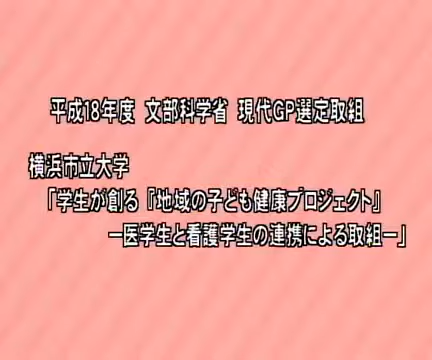 平成18年度 文部科学省 現代GP選定取組
横浜市立大学
「学生が創る『地域の子ども健康プロジェクト』
ー医学生と看護学生の連携による取組ー」